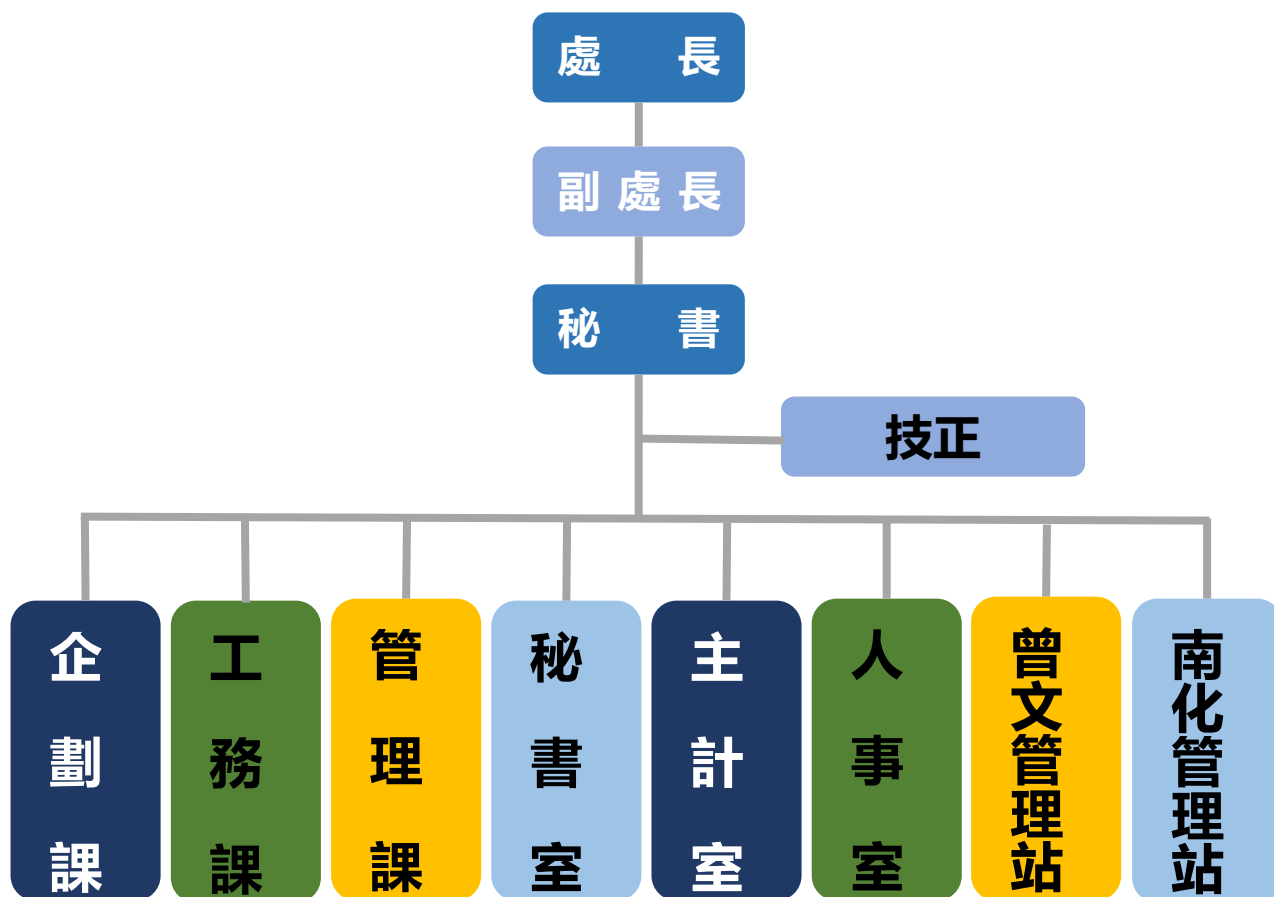 處長
副處長
秘書
技正
企劃課
工務課
管理課
秘書室
主計室
人事室
曾文管理站
南化管理站